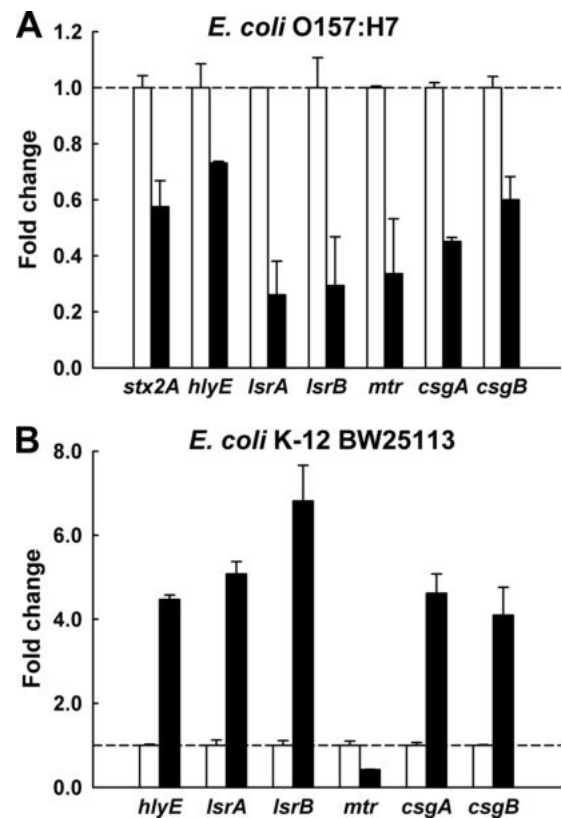 A
E. coli O157:H7
Fold change
1.2
1.0
0.8
0.6
0.4
0.2
0.0
stx2A hlyE lsrA lsrB mtr csgA csgB
B
E. coli K-12 BW25113
Fold change
8.0
6.0
4.0
2.0
0.0
hlyE lsrA lsrB mtr csgA csgB